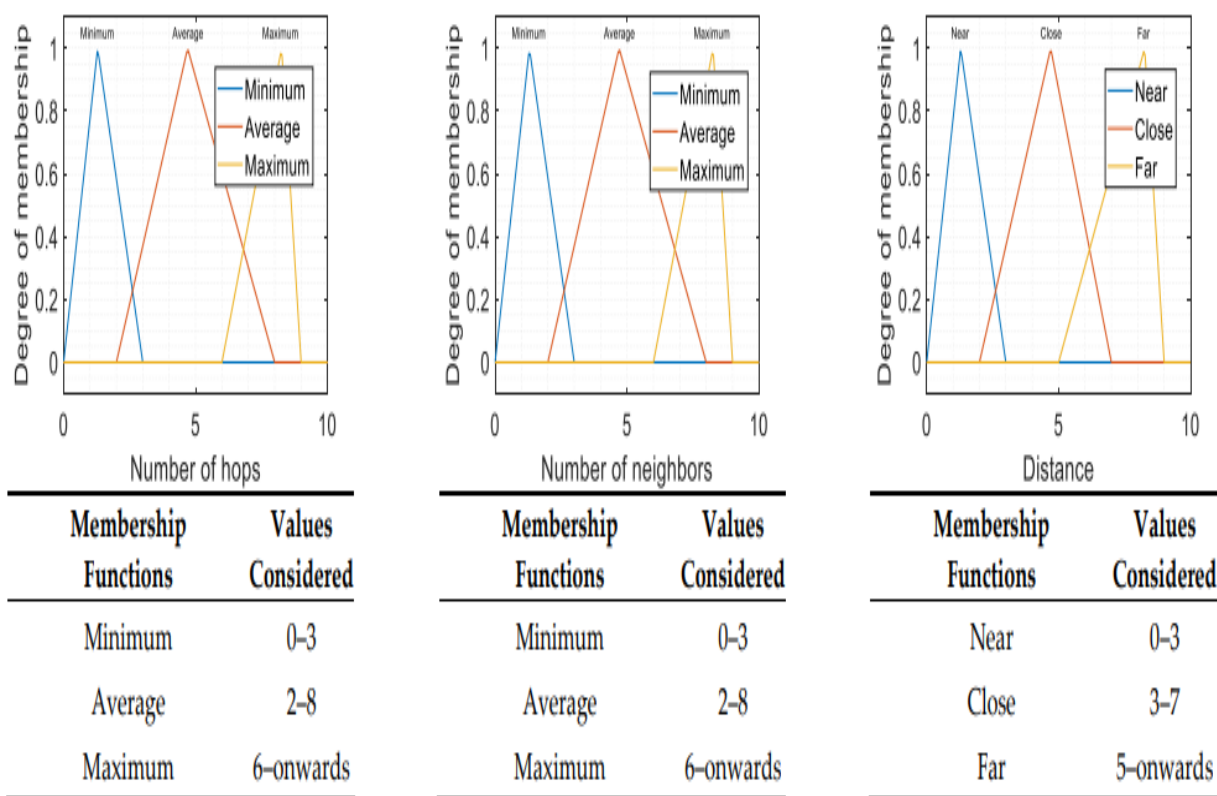 Degree of membership
Minimum Average Maximum
1
0.8
0.6
0.4
0.2
0
Minimum
Average
Maximum
0 5 10
Number of hops
Membership Values
Functions Considered
Minimum 0–3
Average 2–8
Maximum 6–onwards
Degree of membership
Minimum Average Maximum
1
0.8
0.6
0.4
0.2
0
Minimum
Average
Maximum
0 5 10
Number of neighbors
Membership Values
Functions Considered
Minimum 0–3
Average 2–8
Maximum 6–onwards
Degree of membership
Near Close Far
1
0.8
0.6
0.4
0.2
0
Near
Close
Far
0 5 10
Distance
Membership Values
Functions Considered
Near 0–3
Close 3–7
Far 5–onwards